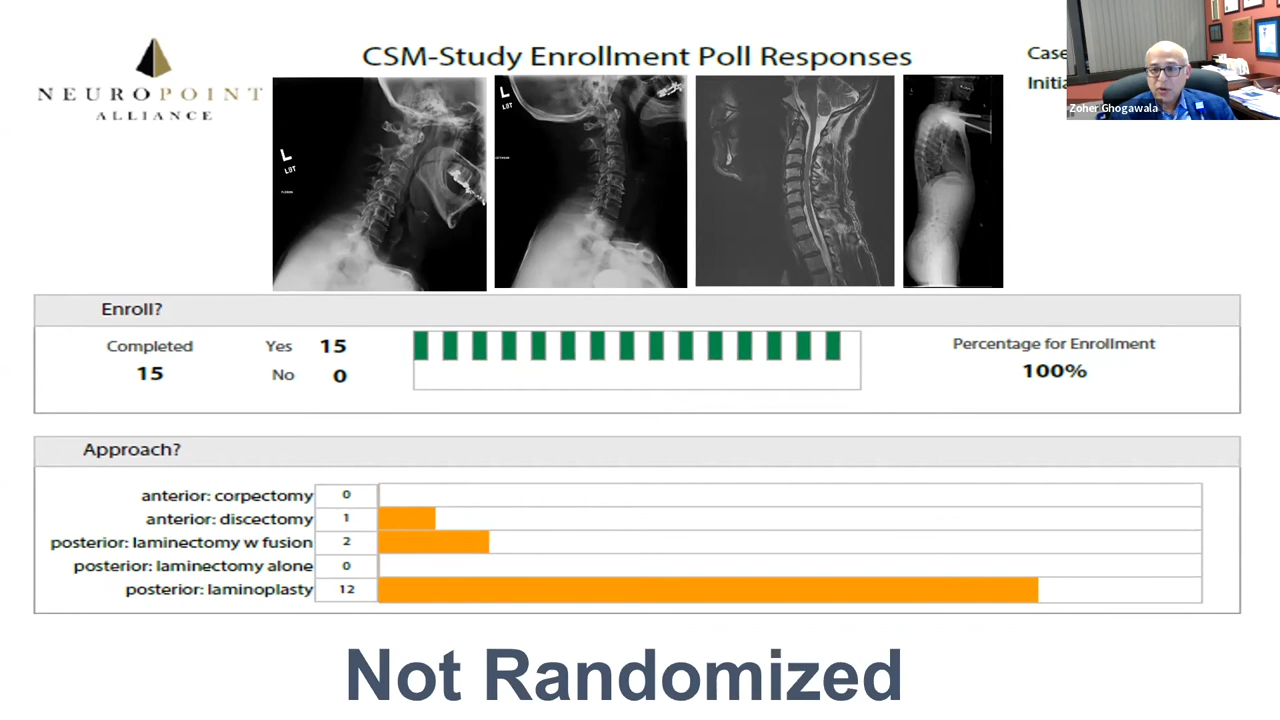 NEUROPOINT
ALLIANCE
CSM-Study Enrollment Poll Responses
Case
Initia
Zoher Ghogawala
L
L
Enroll?
Completed
15
Yes 15
No 0
Percentage for Enrollment
100%
Approach?
anterior: corpectomy 0
anterior: discectomy 1
posterior: laminectomy w fusion 2
posterior: laminectomy alone 0
posterior: laminoplasty 12
Not Randomized